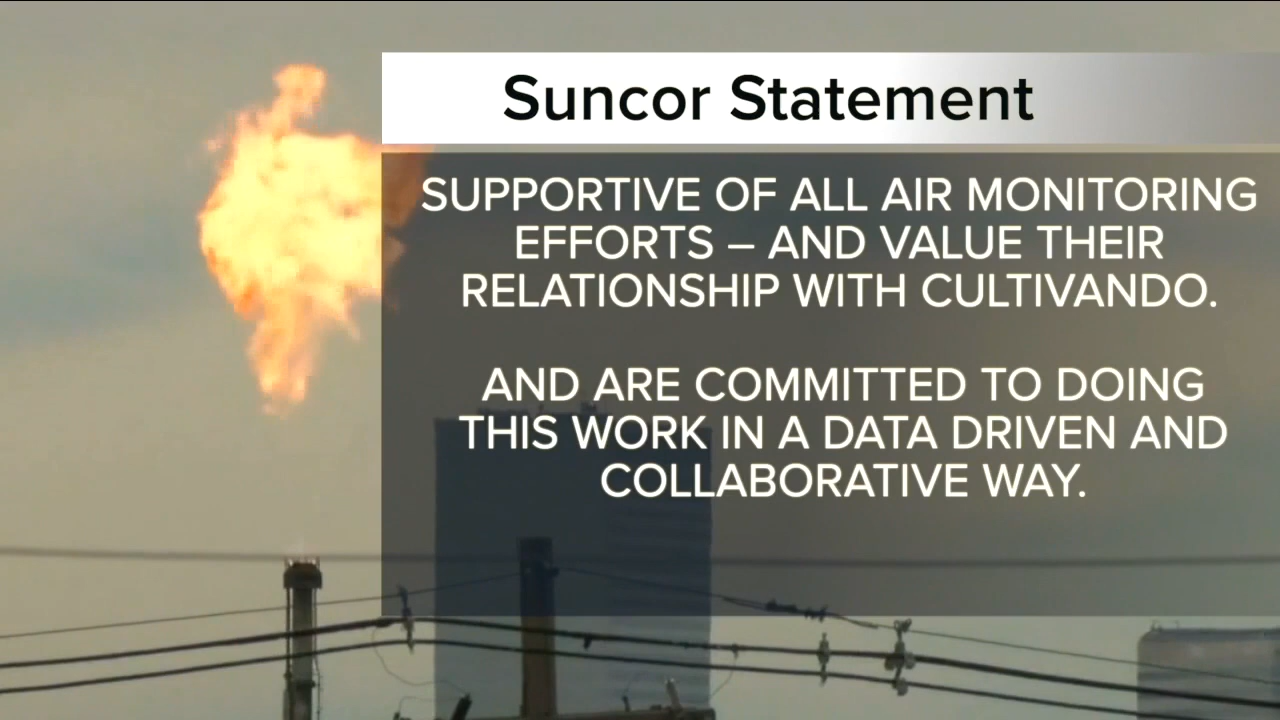 Suncor Statement
SUPPORTIVE OF ALL AIR MONITORING
EFFORTS – AND VALUE THEIR
RELATIONSHIP WITH CULTIVANDO.
AND ARE COMMITTED TO DOING
THIS WORK IN A DATA DRIVEN AND
COLLABORATIVE WAY.